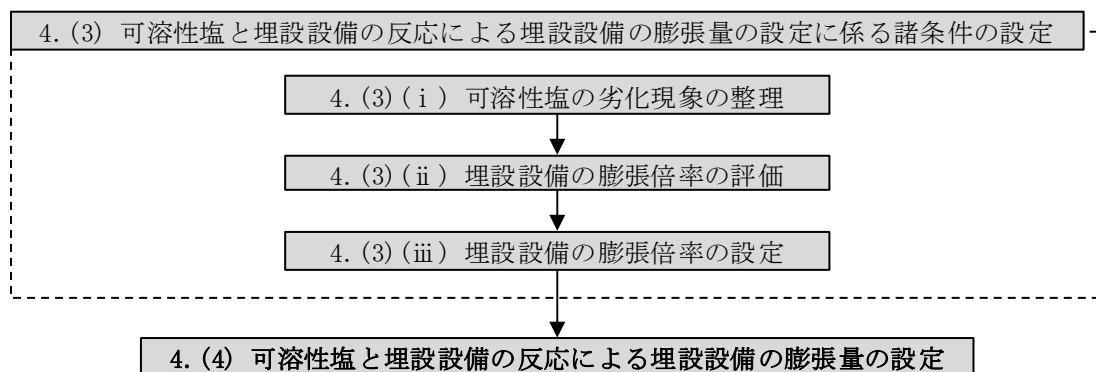 4.(3) 可溶性塩と埋設設備の反応による埋設設備の膨張量の設定に係る諸条件の設定
4.(3)(ⅰ) 可溶性塩の劣化現象の整理
4.(3)(ⅱ) 埋設設備の膨張倍率の評価
4.(3)(ⅲ) 埋設設備の膨張倍率の設定
4.(4) 可溶性塩と埋設設備の反応による埋設設備の膨張量の設定